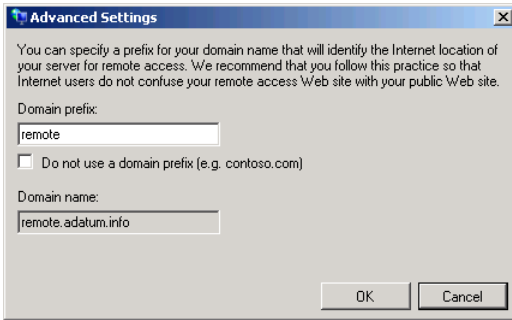 Advanced Settings
You can specify a prefix for your domain name that will identify the Internet location of
your server for remote access. We recommend that you follow this practice so that
Internet users do not confuse your remote access Web site with your public Web site.
Domain prefix:
remote
Do not use a domain prefix (e.g. contoso.com)
Domain name:
remote.adatum.info
OK
Cancel